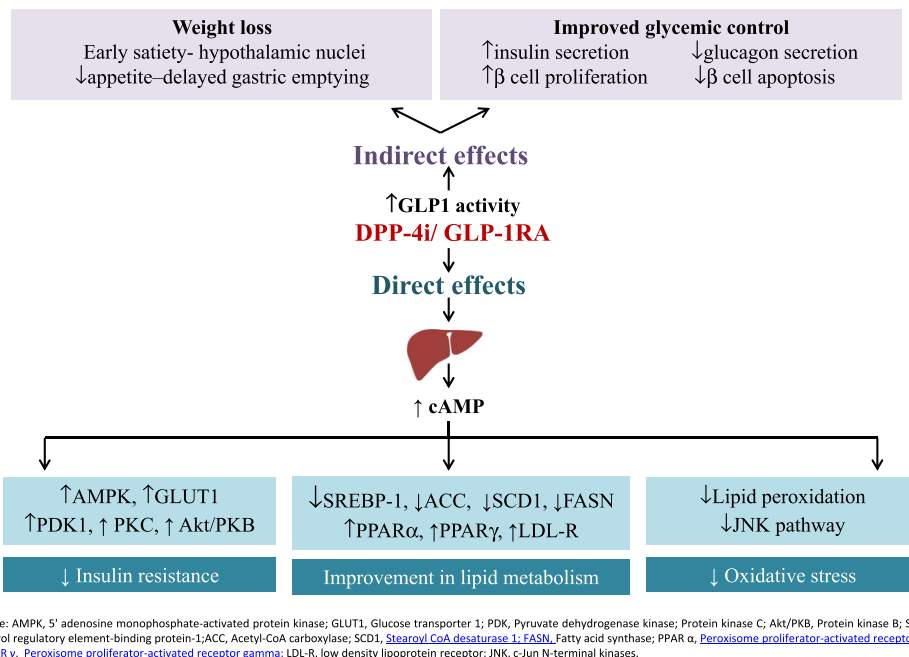 Weight loss
Early satiety- hypothalamic nuclei
↓appetite–delayed gastric emptying
Improved glycemic control
↑insulin secretion ↓glucagon secretion
↑β cell proliferation ↓β cell apoptosis
Indirect effects
↑GLP1 activity
DPP-4i/ GLP-1RA
Direct effects
↑ cAMP
↑AMPK, ↑GLUT1
↑PDK1, ↑ PKC, ↑ Akt/PKB
↓ Insulin resistance
↓SREBP-1, ↓ACC, ↓SCD1, ↓FASN
↑PPARα, ↑PPARγ, ↑LDL-R
Improvement in lipid metabolism
↓Lipid peroxidation
↓JNK pathway
↓ Oxidative stress
e: AMPK, 5' adenosine monophosphate-activated protein kinase; GLUT1, Glucose transporter 1; PDK, Pyruvate dehydrogenase kinase; Protein kinase C; Akt/PKB, Protein kinase B; S
rol regulatory element-binding protein-1;ACC, Acetyl-CoA carboxylase; SCD1, Stearoyl CoA desaturase 1; FASN, Fatty acid synthase; PPAR α, Peroxisome proliferator-activated recepto
R γ, Peroxisome proliferator-activated receptor gamma; LDL-R, low density lipoprotein receptor; JNK, c-Jun N-terminal kinases.